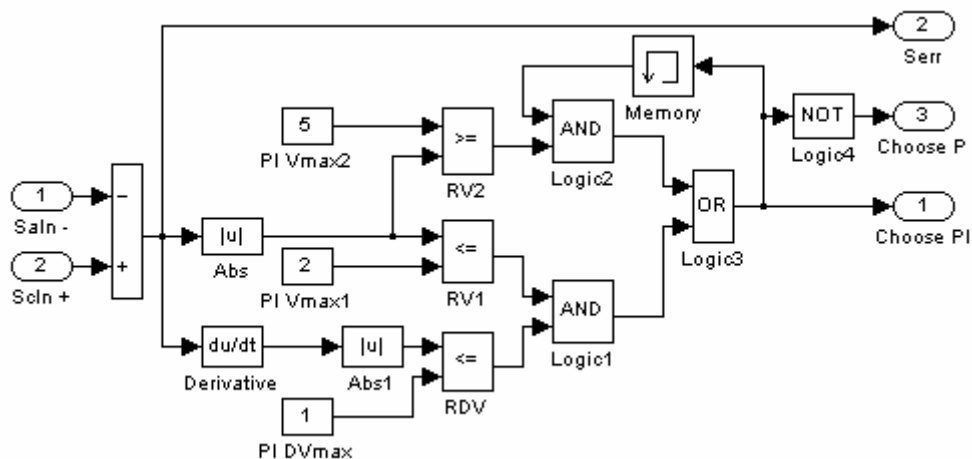 2
Serr
Memory
5
PI Vmax2
>=
RV2
AND
Logic2
NOT
Logic4
3
Choose P
1
SaIn -
−
2
ScIn +
+
|u|
Abs
2
PI Vmax1
<=
RV1
OR
Logic3
1
Choose PI
AND
Logic1
du/dt
Derivative
|u|
Abs1
<=
RDV
1
PI DVmax